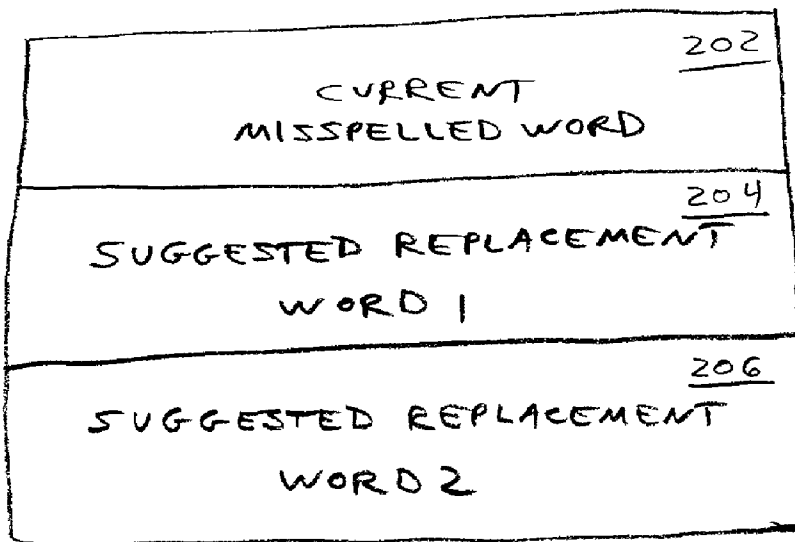 202
CURRENT
MISSPELLED WORD
204
SUGGESTED REPLACEMENT
WORD 1
206
SUGGESTED REPLACEMENT
WORD 2